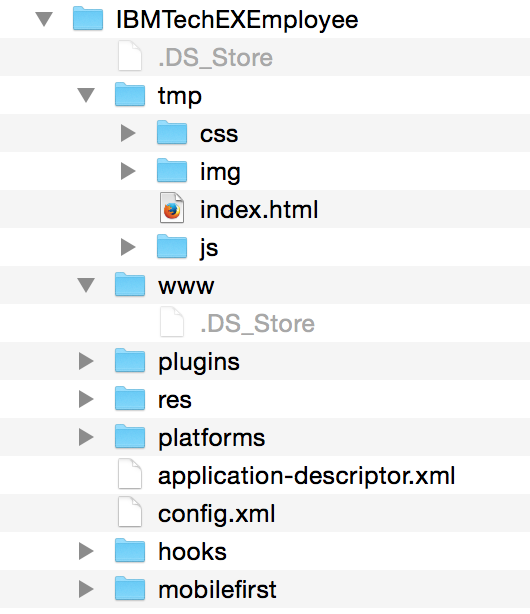 IBMTechEXEmployee
.DS_Store
tmp
css
img
index.html
js
www
.DS_Store
plugins
res
platforms
application-descriptor.xml
config.xml
hooks
mobilefirst